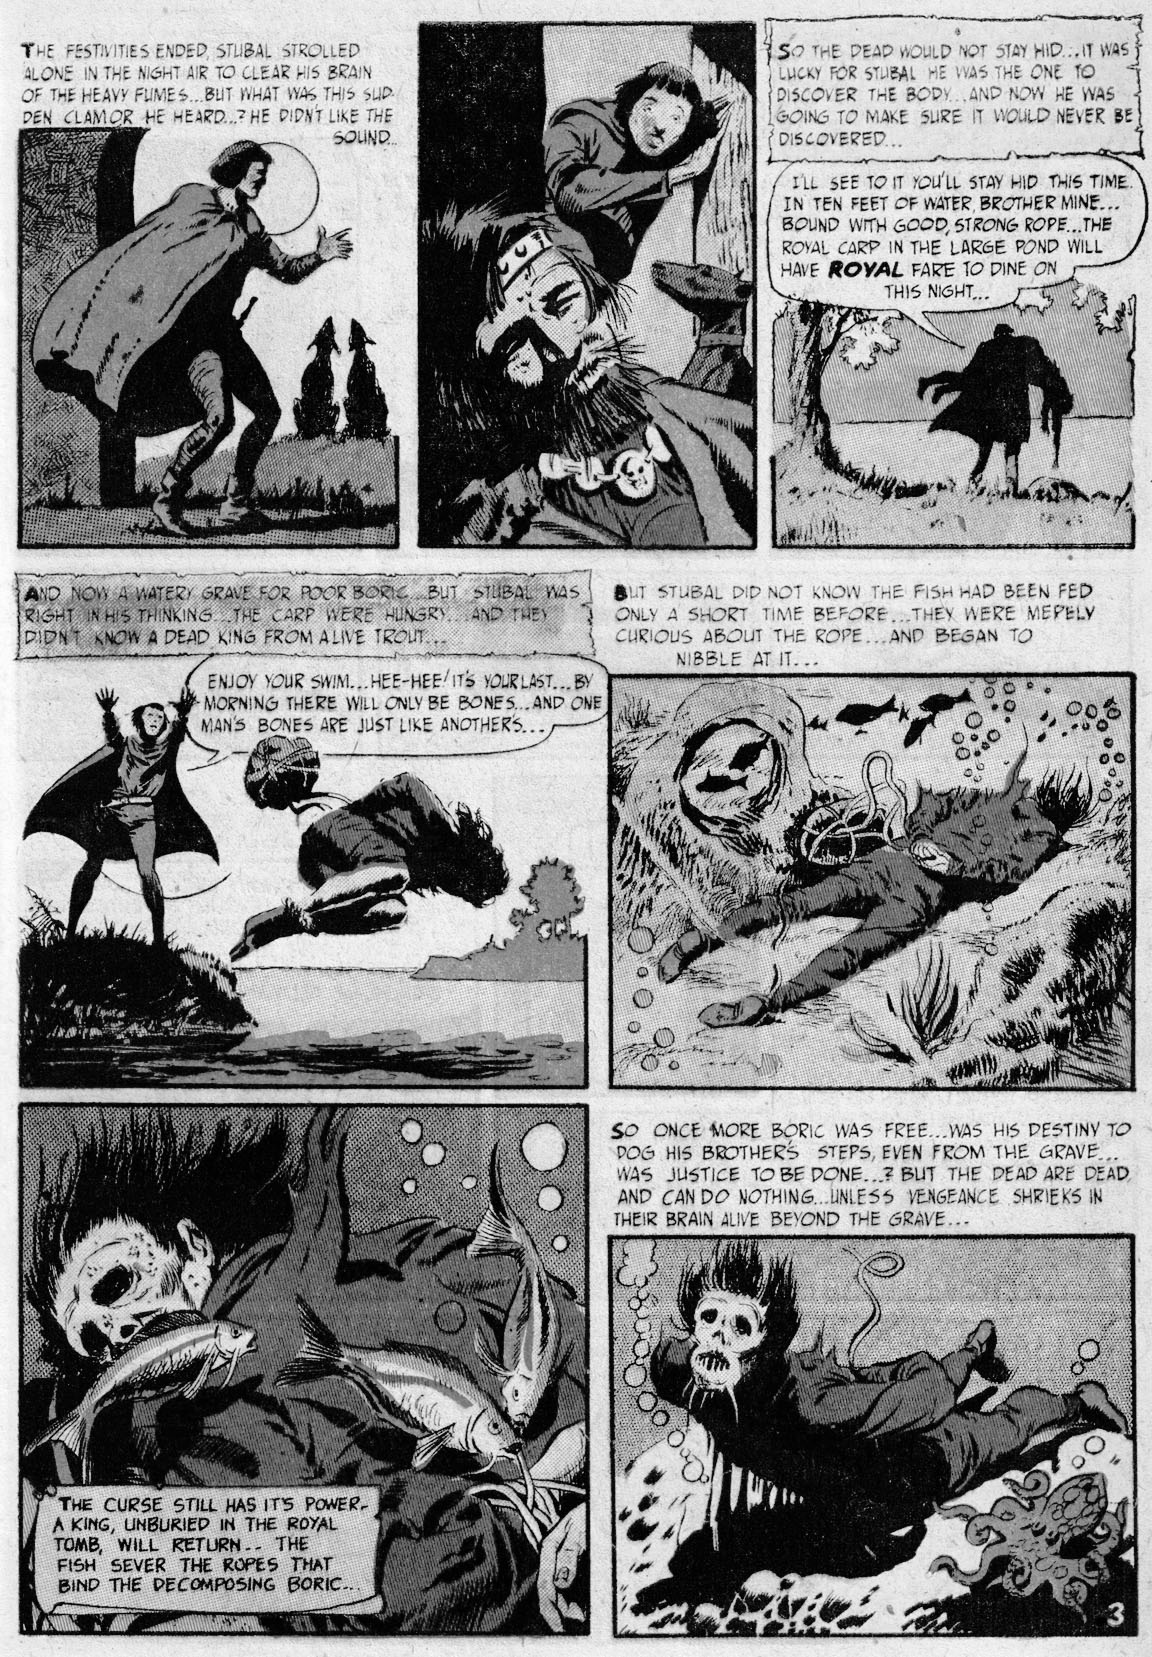 THE FESTIVITIES ENDED, STUBAL STROLLED
ALONE IN THE NIGHT AIR TO CLEAR HIS BRAIN
OF THE HEAVY FUMES...BUT WHAT WAS THIS SUD-
DEN CLAMOR HE HEARD...? HE DIDN'T LIKE THE
SOUND...
SO THE DEAD WOULD NOT STAY HID...IT WAS
LUCKY FOR STUBAL HE WAS THE ONE TO
DISCOVER THE BODY...AND NOW HE WAS
GOING TO MAKE SURE IT WOULD NEVER BE
DISCOVERED...
I'LL SEE TO IT YOU'LL STAY HID THIS TIME.
IN TEN FEET OF WATER, BROTHER MINE...
BOUND WITH GOOD, STRONG ROPE...THE
ROYAL CARP IN THE LARGE POND WILL
HAVE ROYAL FARE TO DINE ON
THIS NIGHT...
AND NOW A WATERY GRAVE FOR POOR BORIC...BUT STUBAL WAS
RIGHT IN HIS THINKING...THE CARP WERE HUNGRY...AND THEY
DIDN'T KNOW A DEAD KING FROM A LIVE TROUT...
ENJOY YOUR SWIM...HEE-HEE! IT'S YOUR LAST...BY
MORNING THERE WILL ONLY BE BONES...AND ONE
MAN'S BONES ARE JUST LIKE ANOTHER'S...
BUT STUBAL DID NOT KNOW THE FISH HAD BEEN FED
ONLY A SHORT TIME BEFORE...THEY WERE MERELY
CURIOUS ABOUT THE ROPE...AND BEGAN TO
NIBBLE AT IT...
THE CURSE STILL HAS IT'S POWER-
A KING, UNBURIED IN THE ROYAL
TOMB, WILL RETURN-- THE
FISH SEVER THE ROPES THAT
BIND THE DECOMPOSING BORIC...
SO ONCE MORE BORIC WAS FREE...WAS HIS DESTINY TO
DOG HIS BROTHER'S STEPS, EVEN FROM THE GRAVE...
WAS JUSTICE TO BE DONE...? BUT THE DEAD ARE DEAD,
AND CAN DO NOTHING...UNLESS VENGEANCE SHRIEKS IN
THEIR BRAIN ALIVE BEYOND THE GRAVE...
3